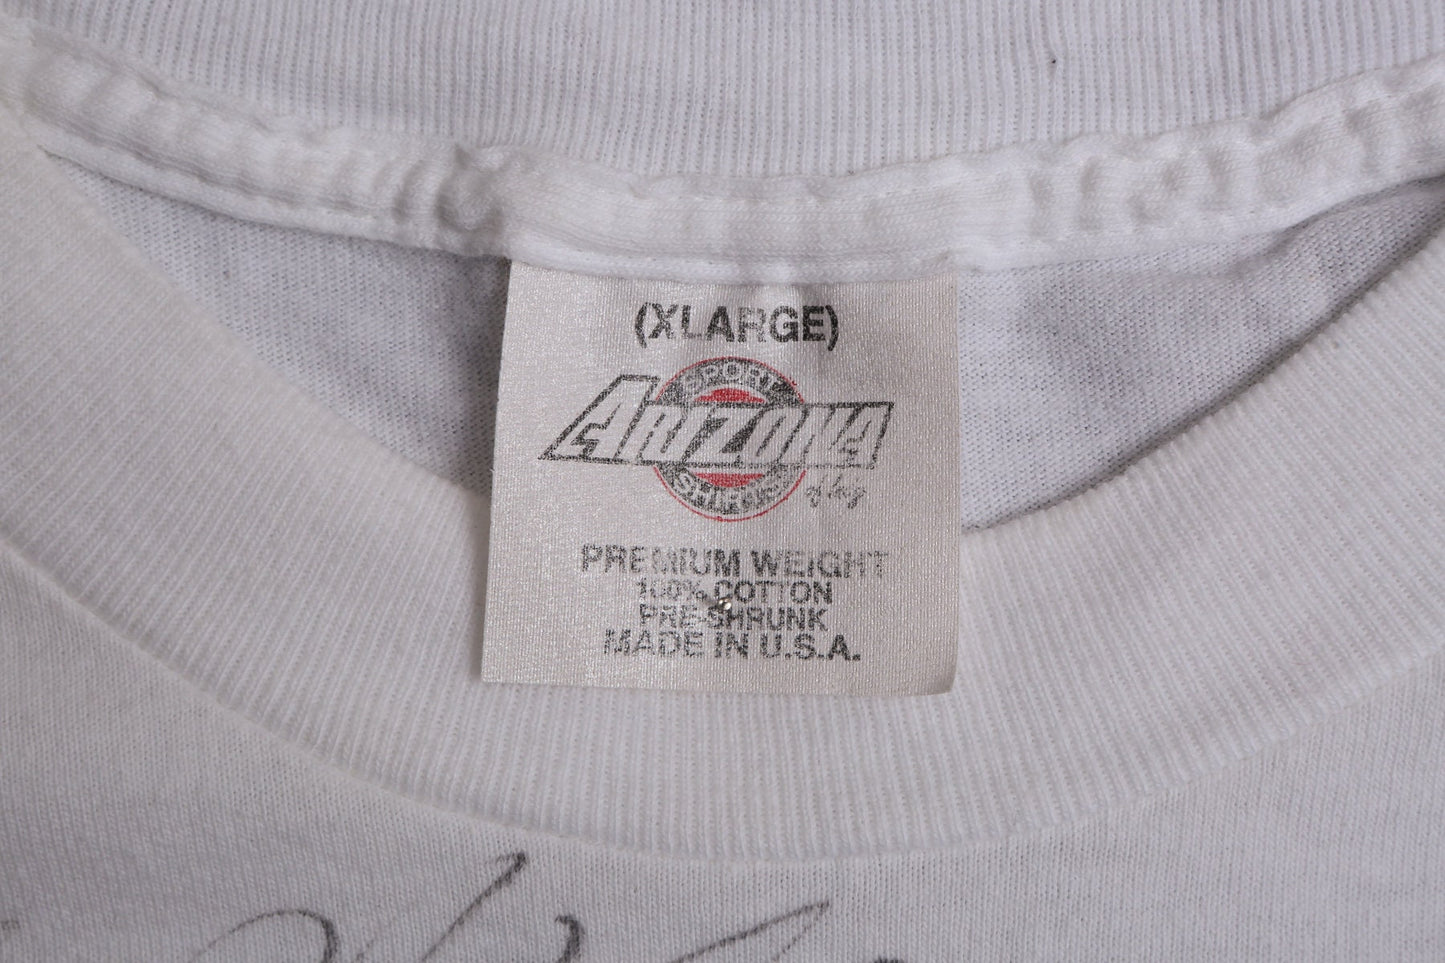 (XLARGE)
SPORT
ARIZONA
SHIRTS
PREMIUM WEIGHT
100% COTTON
PRE-SHRUNK
MADE IN U.S.A.